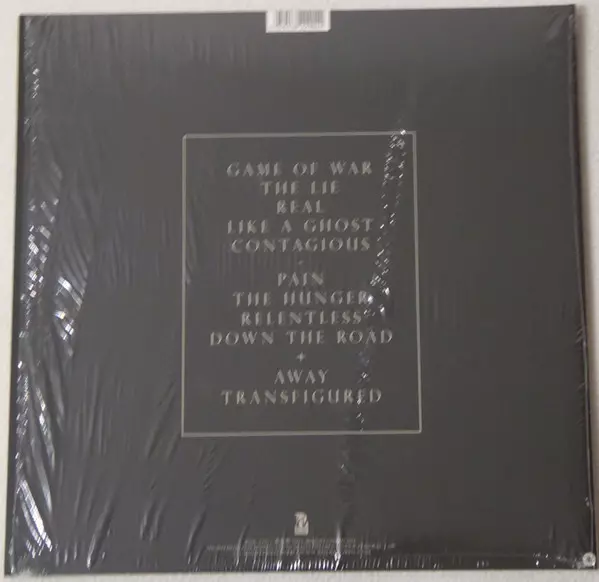 GAME OF WAR
THE LIE
REAL
LIKE A GHOST
CONTAGIOUS
-
PAIN
THE HUNGER
RELENTLESS
DOWN THE ROAD
+
AWAY
TRANSFIGURED